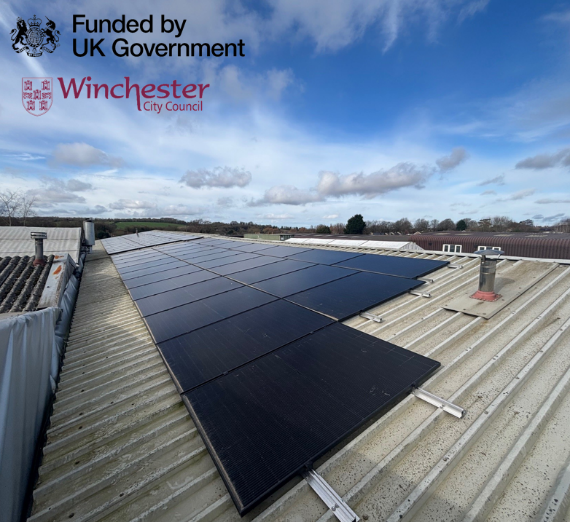 Funded by
UK Government
Winchester
City Council